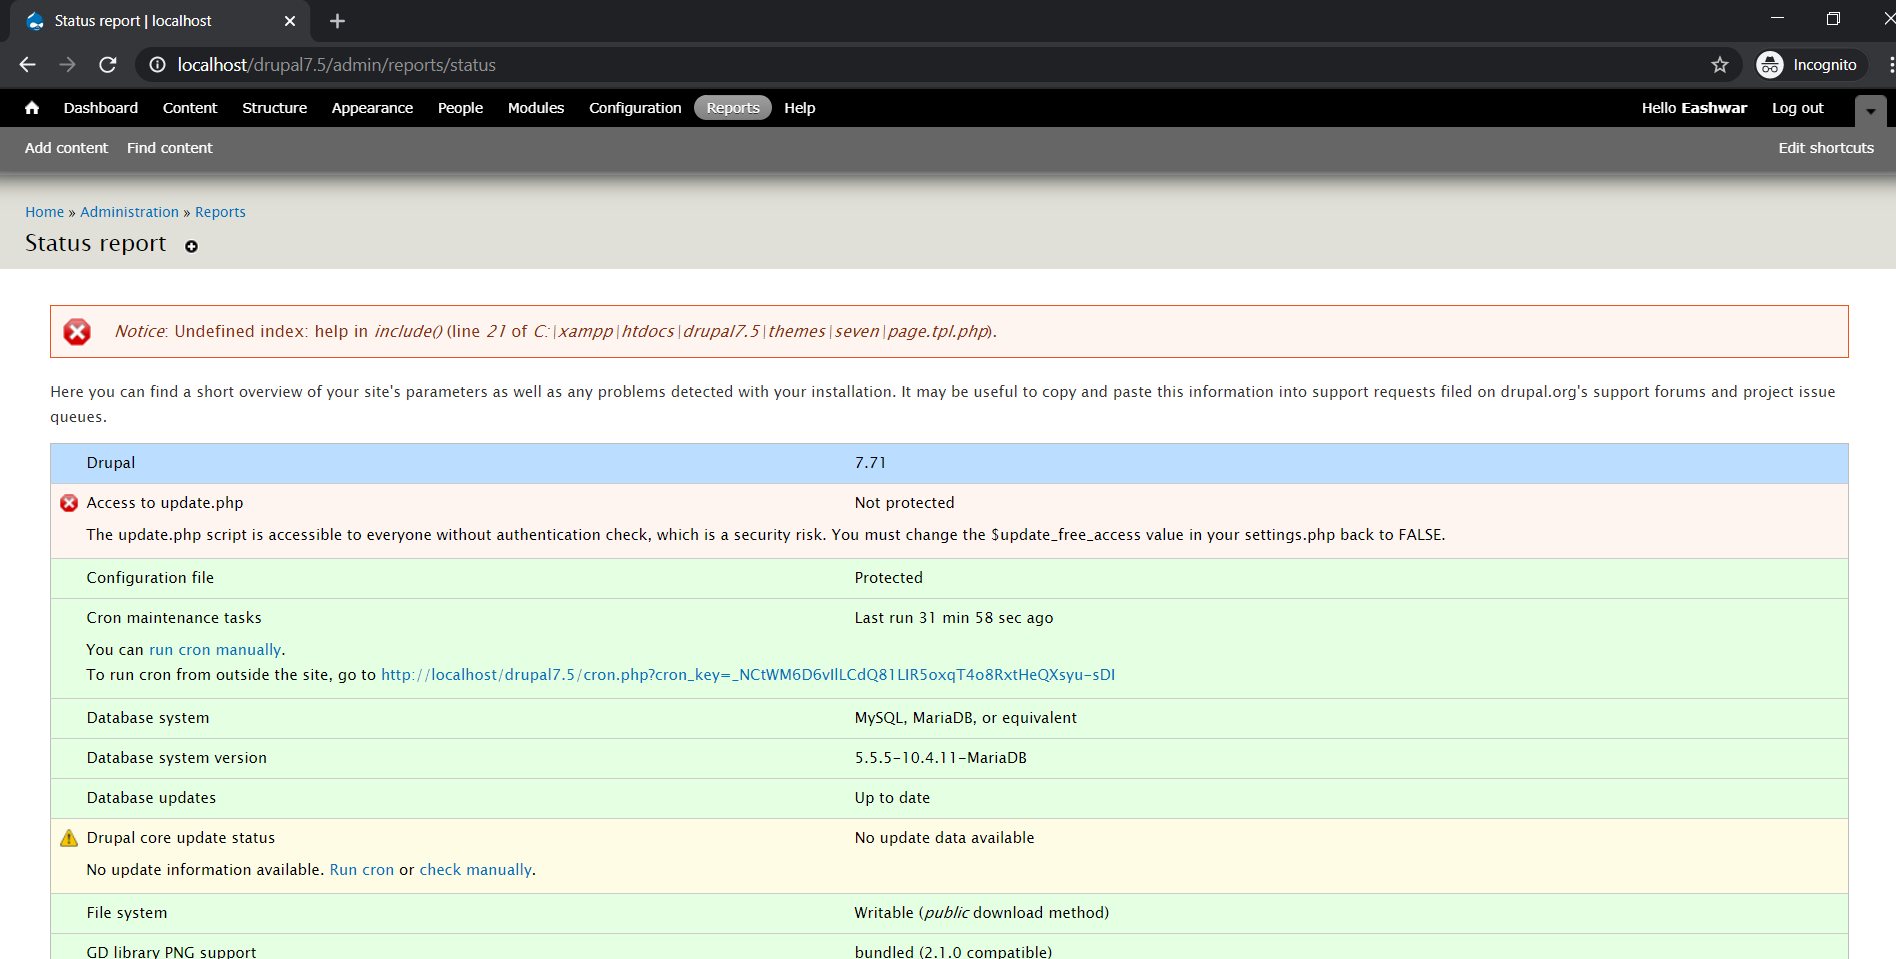 Status report | localhost
localhost/drupal7.5/admin/reports/status
Incognito
Dashboard Content Structure Appearance People Modules Configuration Reports Help
Hello Eashwar Log out
Add content Find content
Edit shortcuts
Home » Administration » Reports
Status report
Notice: Undefined index: help in include() (line 21 of C:\xampp\htdocs\drupal7.5\themes\seven\page.tpl.php).
Here you can find a short overview of your site's parameters as well as any problems detected with your installation. It may be useful to copy and paste this information into support requests filed on drupal.org's support forums and project issue
queues.
Drupal 7.71
Access to update.php Not protected
The update.php script is accessible to everyone without authentication check, which is a security risk. You must change the $update_free_access value in your settings.php back to FALSE.
Configuration file Protected
Cron maintenance tasks Last run 31 min 58 sec ago
You can run cron manually.
To run cron from outside the site, go to http://localhost/drupal7.5/cron.php?cron_key=_NCtWM6D6vIlLCdQ81LIR5oxqT4o8RxtHeQXsyu-sDI
Database system MySQL, MariaDB, or equivalent
Database system version 5.5.5-10.4.11-MariaDB
Database updates Up to date
Drupal core update status No update data available
No update information available. Run cron or check manually.
File system Writable (public download method)
GD library PNG support bundled (2.1.0 compatible)